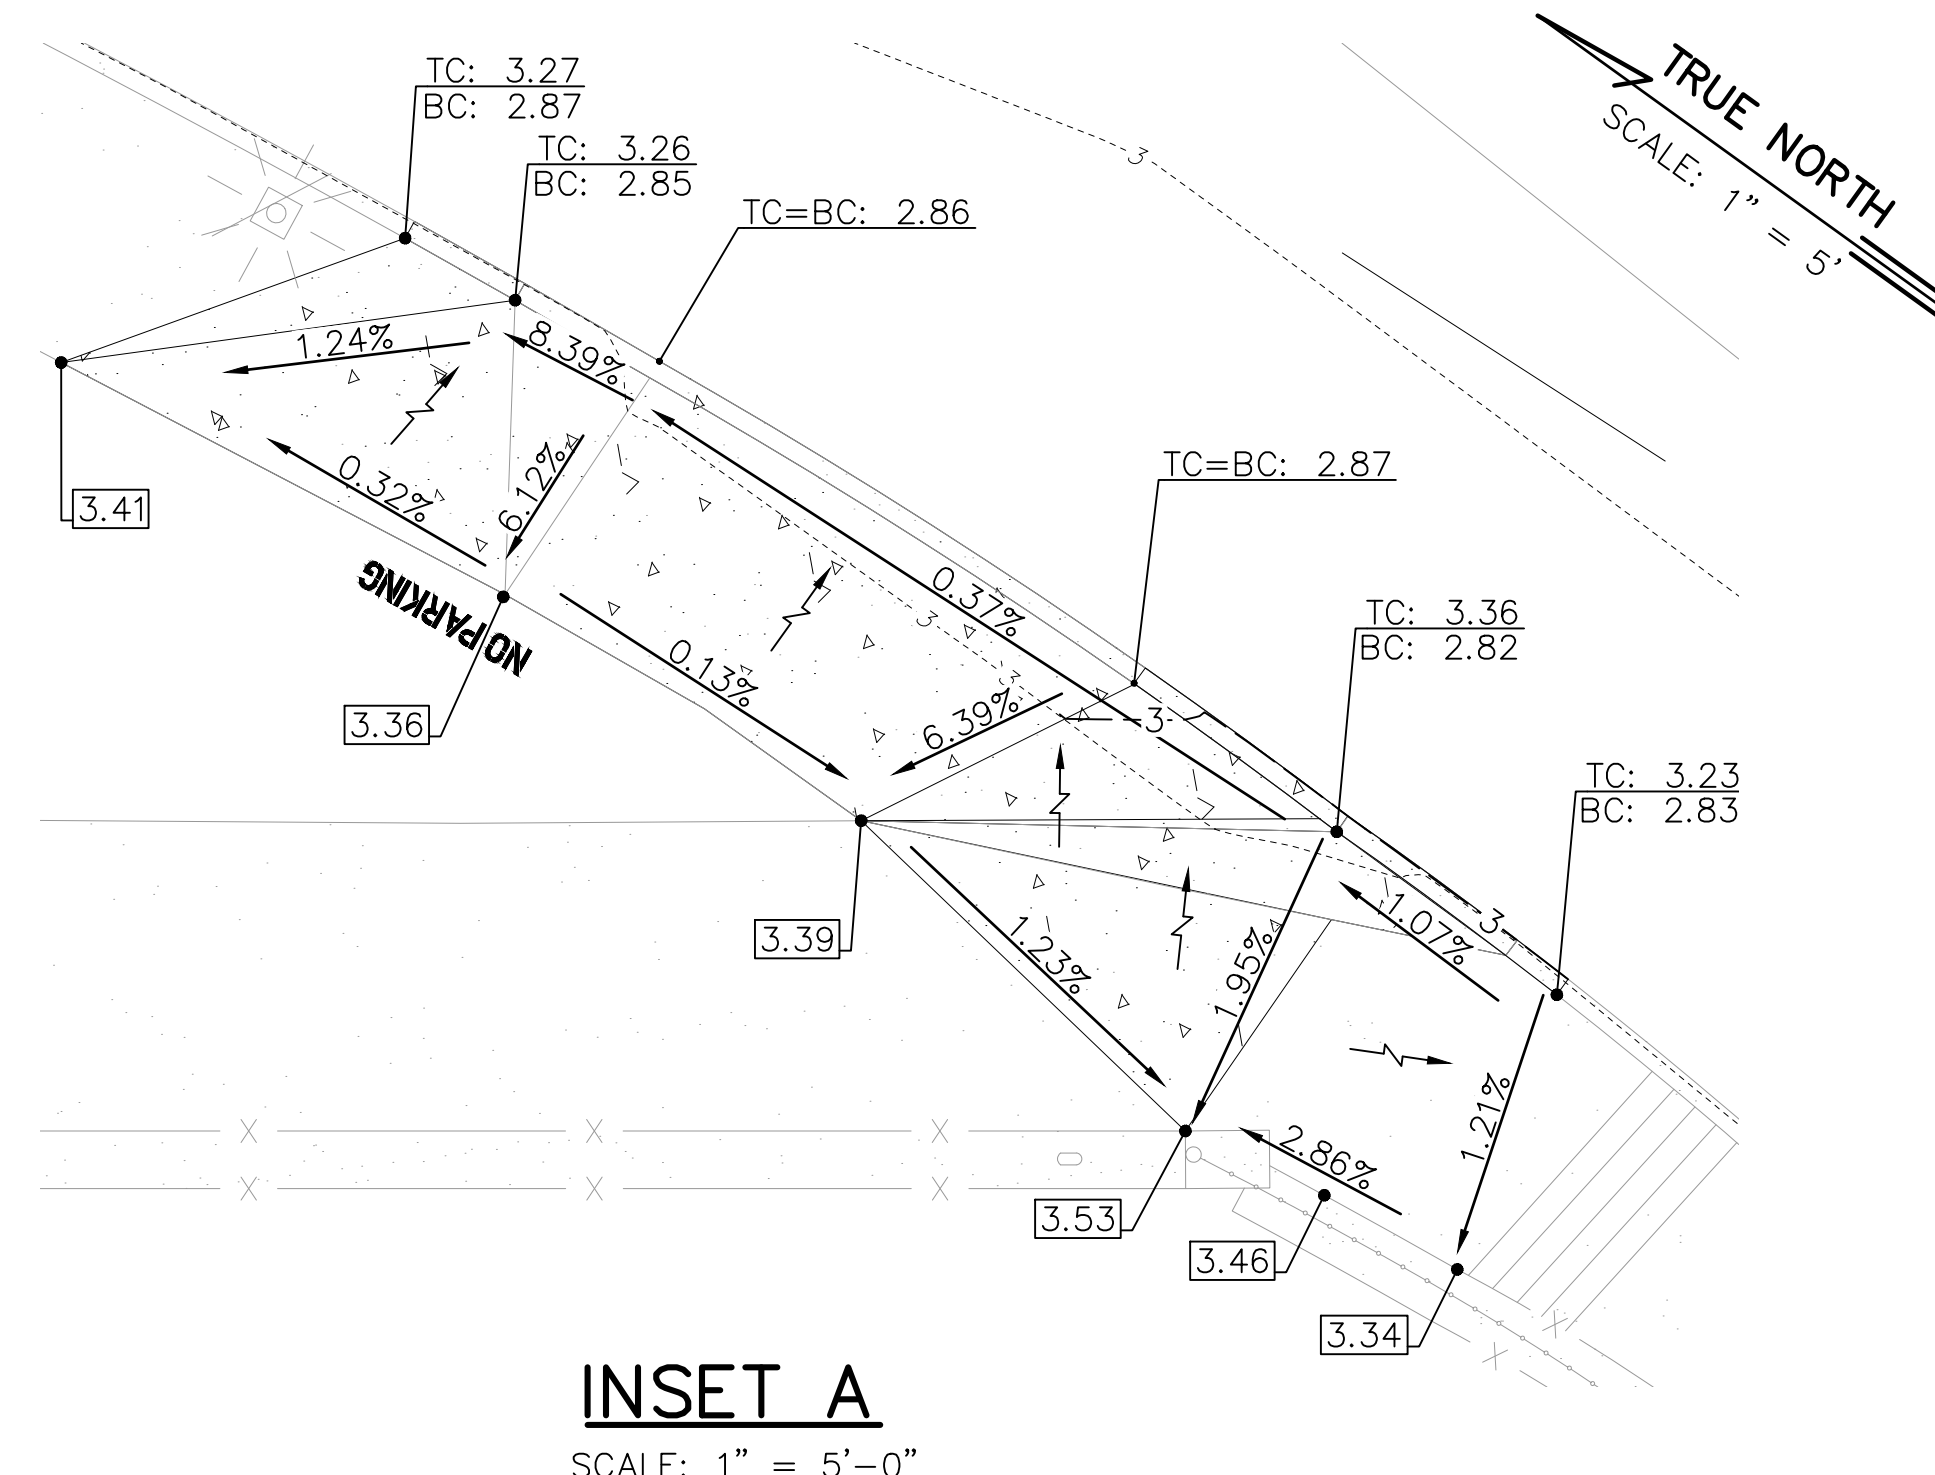 TC: 3.27
BC: 2.87
TC: 3.26
BC: 2.85
TC=BC: 2.86
3
TRUE NORTH
SCALE: 1" = 5'
1.24%
8.39%
3.41
0.32%
6.12%
NO PARKING
TC=BC: 2.87
0.37%
3
TC: 3.36
BC: 2.82
0.13%
3
3.36
6.39%
3
TC: 3.23
BC: 2.83
3.39
1.23%
1.95%
1.07%
3
1.21%
2.86%
3.53
3.46
3.34
INSET A
SCALE: 1" = 5'-0"